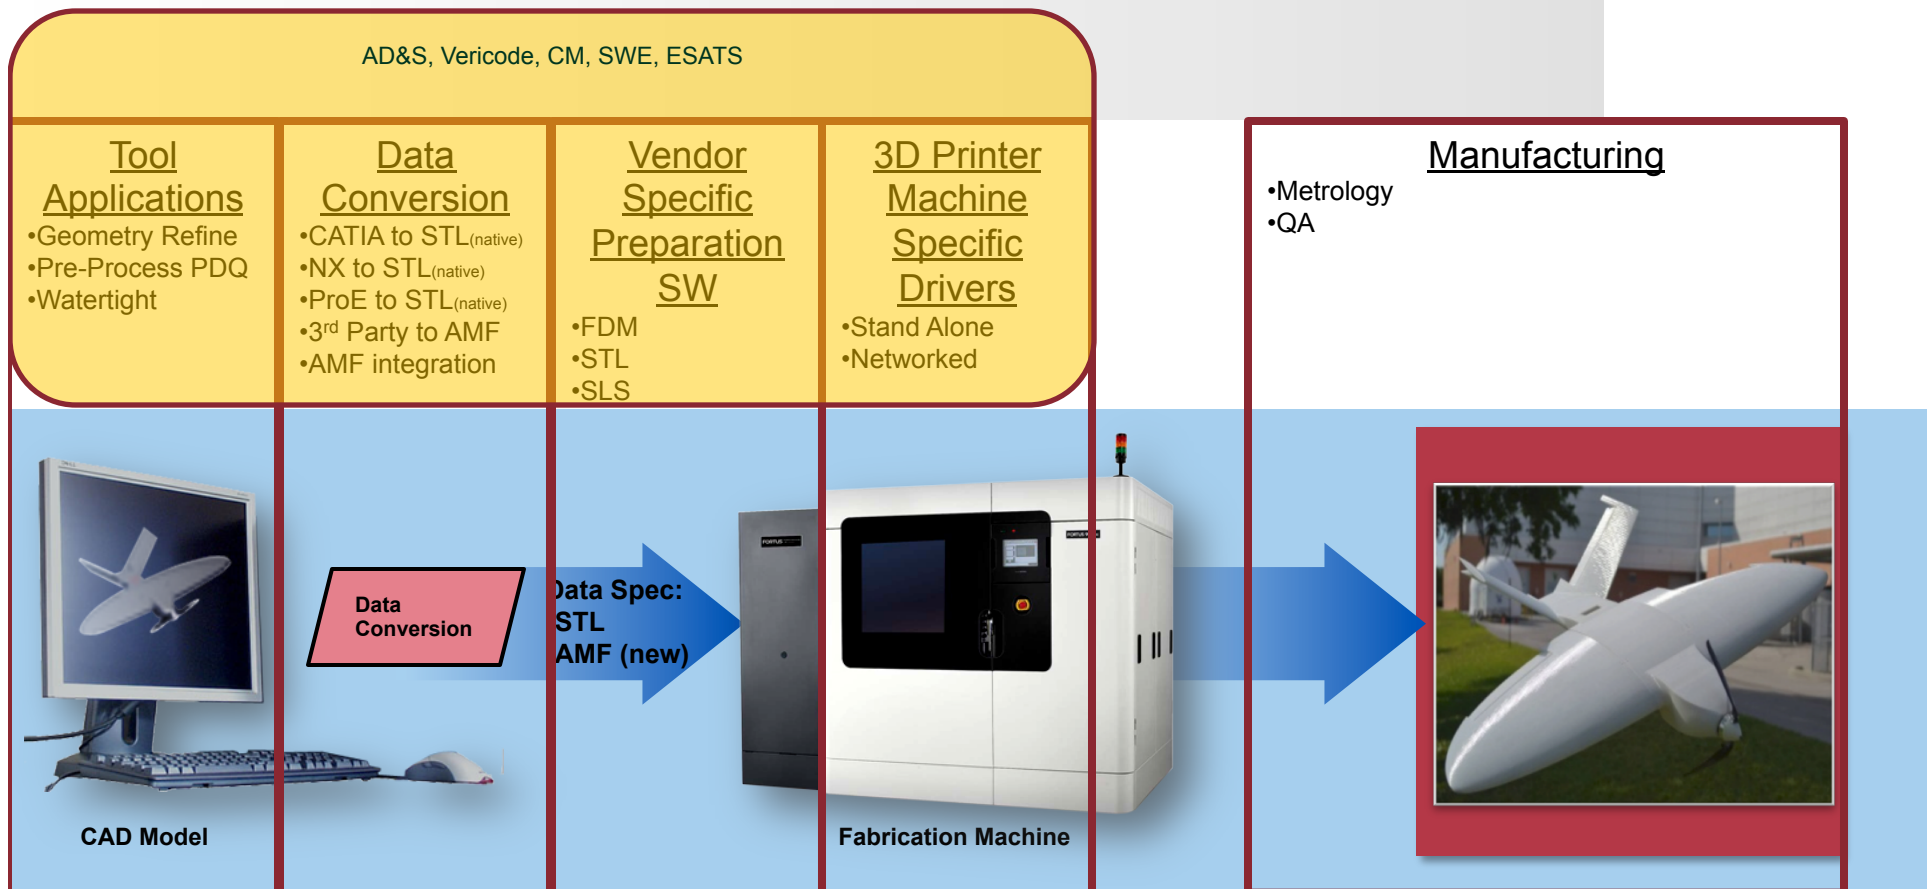 AD&S, Vericode, CM, SWE, ESATS
Tool
Applications
•Geometry Refine
•Pre-Process PDQ
•Watertight
Data
Conversion
•CATIA to STL(native)
•NX to STL(native)
•ProE to STL(native)
•3rd Party to AMF
•AMF integration
Vendor
Specific
Preparation
SW
•FDM
•STL
•SLS
3D Printer
Machine
Specific
Drivers
•Stand Alone
•Networked
Manufacturing
•Metrology
•QA
Data
Conversion
Data Spec:
STL
AMF (new)
FORTUS
FORTUS
CAD Model
Fabrication Machine